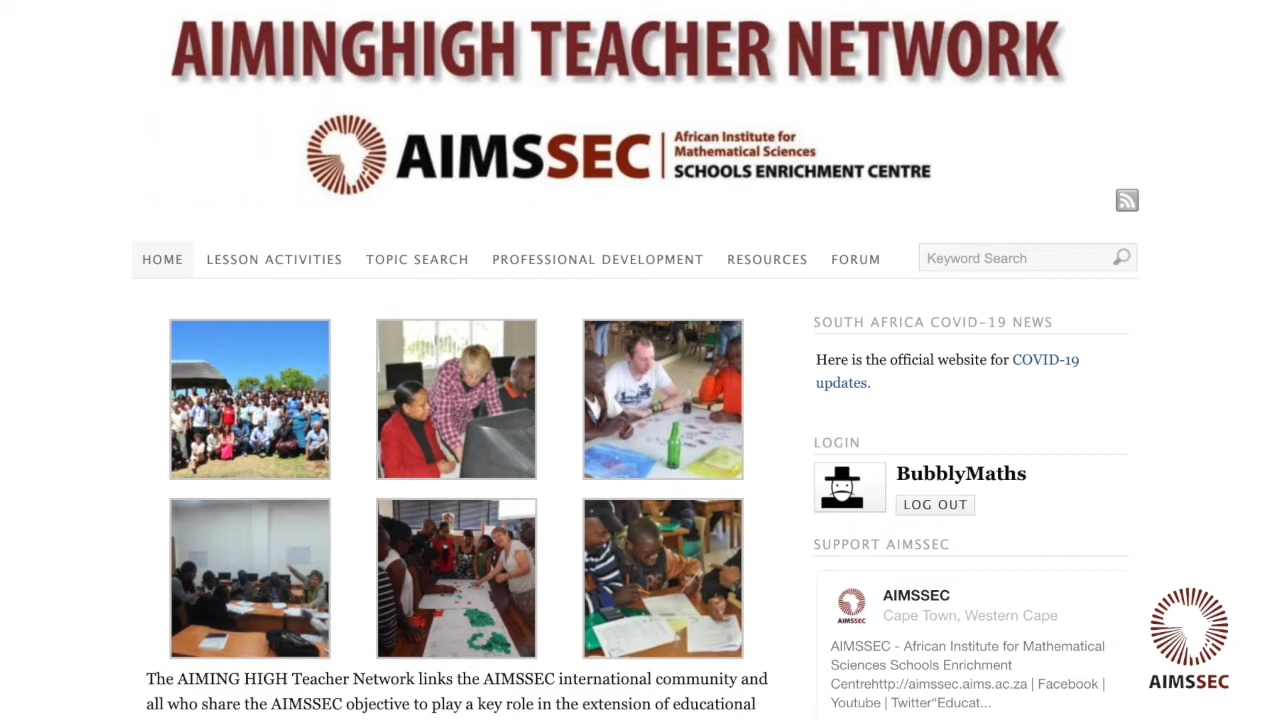 AIMINGHIGH TEACHER NETWORK
AIMSSEC
African Institute for
Mathematical Sciences
SCHOOLS ENRICHMENT CENTRE
HOME LESSON ACTIVITIES TOPIC SEARCH PROFESSIONAL DEVELOPMENT RESOURCES FORUM Keyword Search
SOUTH AFRICA COVID-19 NEWS
Here is the official website for COVID-19
updates.
LOGIN
BubblyMaths
LOG OUT
SUPPORT AIMSSEC
AIMSSEC
AIMSSEC
Cape Town, Western Cape
AIMSSEC - African Institute for Mathematical
Sciences Schools Enrichment
Centrehttp://aimssec.aims.ac.za | Facebook |
Youtube | Twitter"Educat...
The AIMING HIGH Teacher Network links the AIMSSEC international community and
all who share the AIMSSEC objective to play a key role in the extension of educational
AIMSSEC